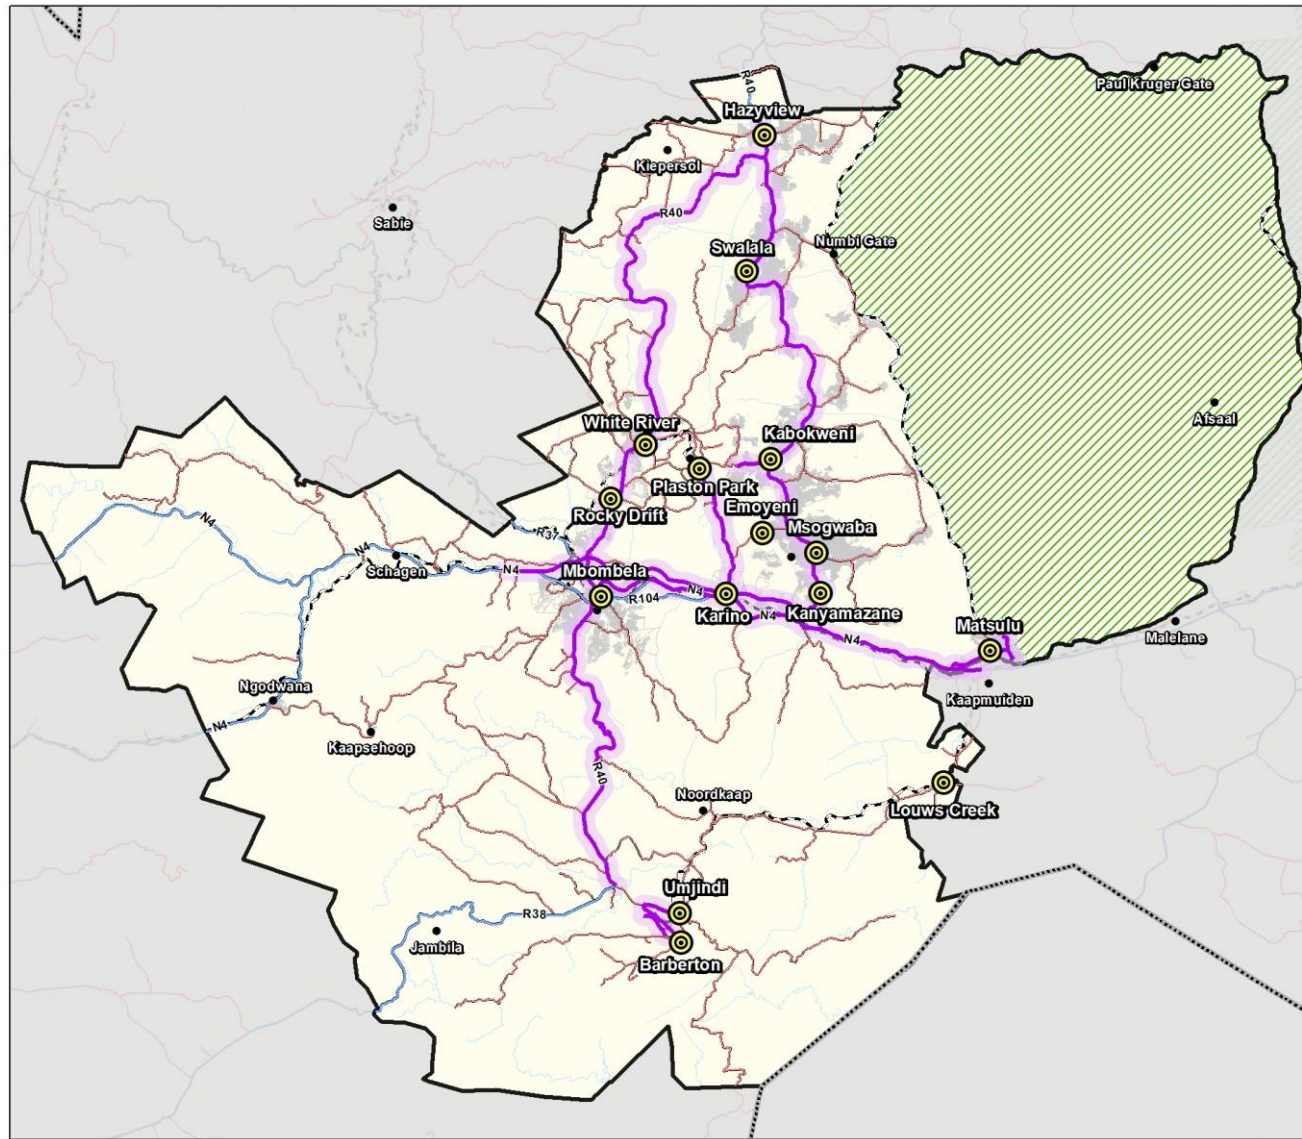 R40
Paul Kruger Gate
Hazyview
Kiepersol
Sabie
R40
Swalala
Numbi Gate
Afsaal
White River
Kabokweni
Plaston Park
Rocky Drift
Emoyeni
Msogwaba
N4
R37
N4
Schagen
N4
Mbombela
N4
R104
Karino
N4
Kanyamazane
N4
Matsulu
Malelane
Ngodwana
Kaapmuiden
N4
Kaapsehoop
R40
Noordkaap
Louws Creek
Umjindi
R38
Jambila
Barberton